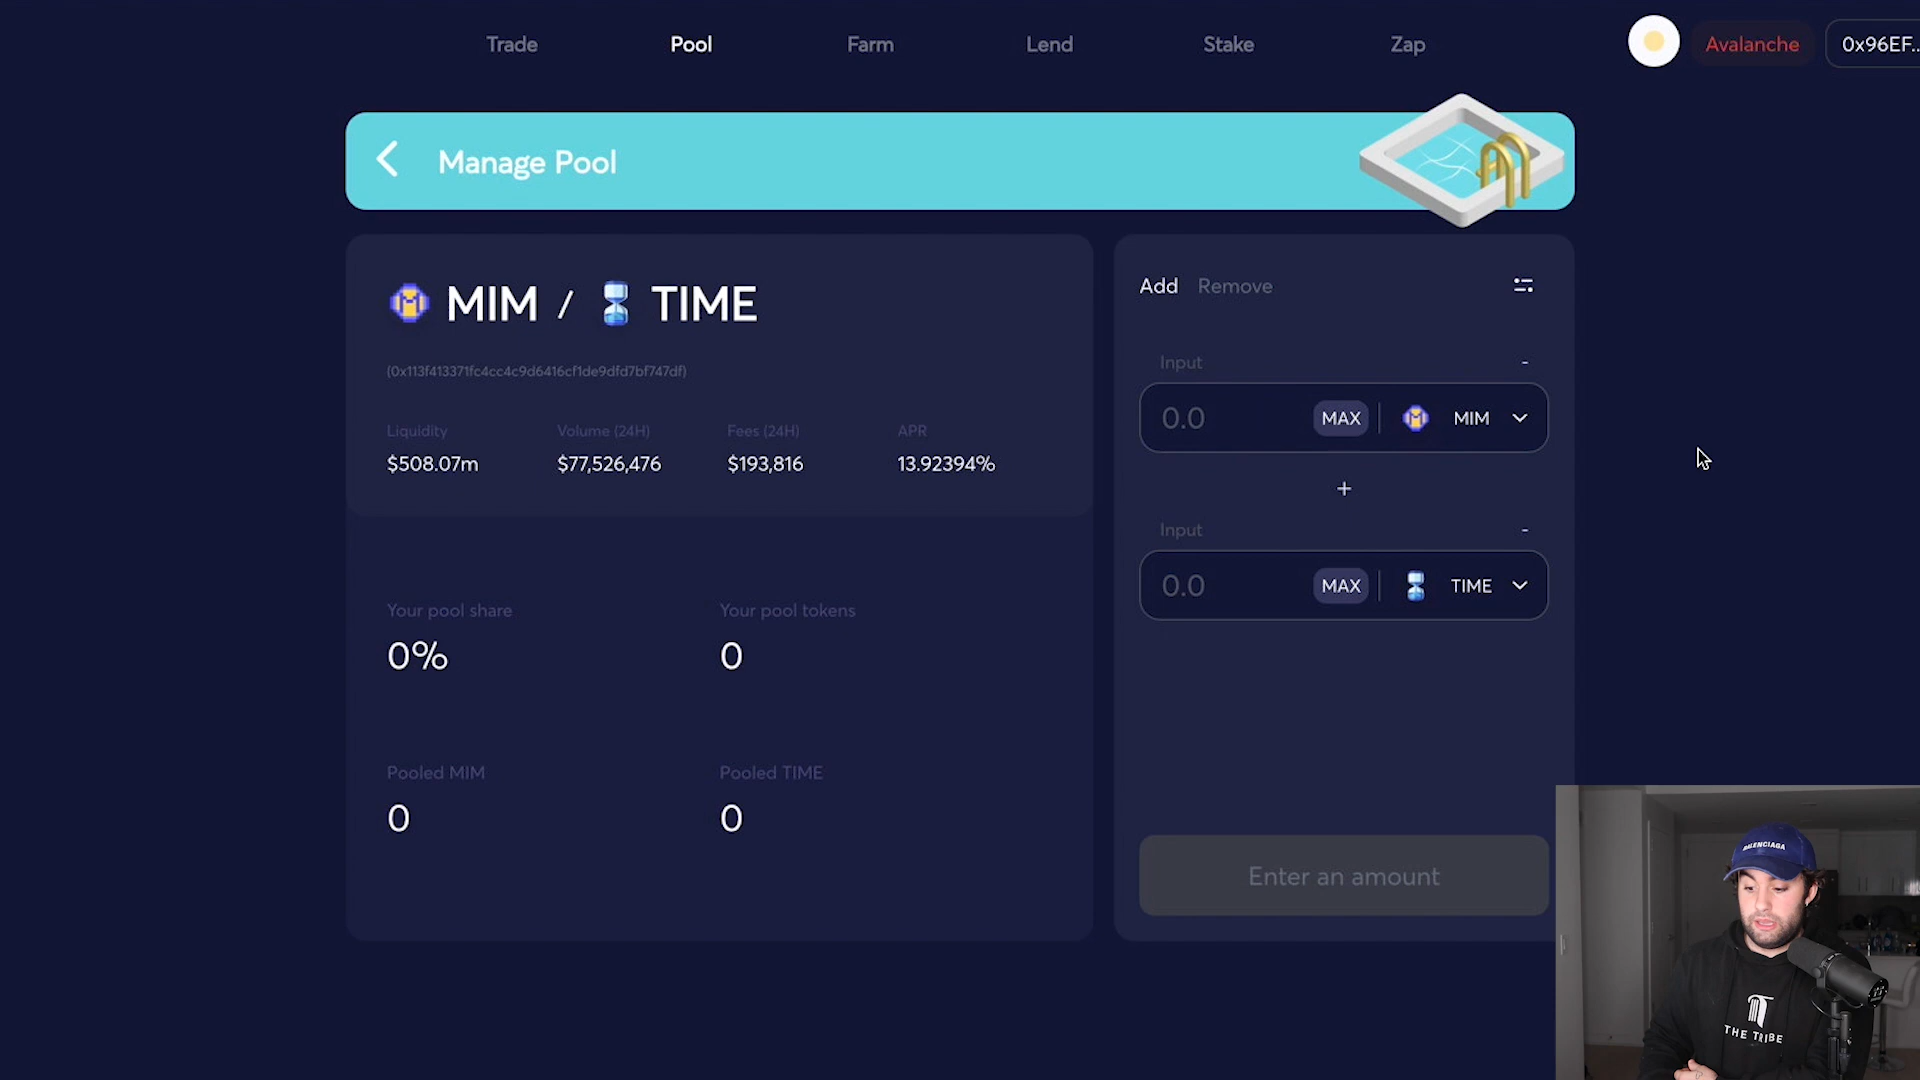 Trade Pool Farm Lend Stake Zap Avalanche 0x96EF..
Manage Pool
MIM / TIME
(0x113f413371fc4cc4c9d6416cf1de9dfd7bf747df)
Liquidity Volume (24H) Fees (24H) APR
$508.07m $77,526,476 $193,816 13.92394%
Your pool share Your pool tokens
0% 0
Pooled MIM Pooled TIME
0 0
Add Remove
Input -
0.0 MAX MIM
+
Input -
0.0 MAX TIME
Enter an amount
BALENCIAGA
THE TRIBE